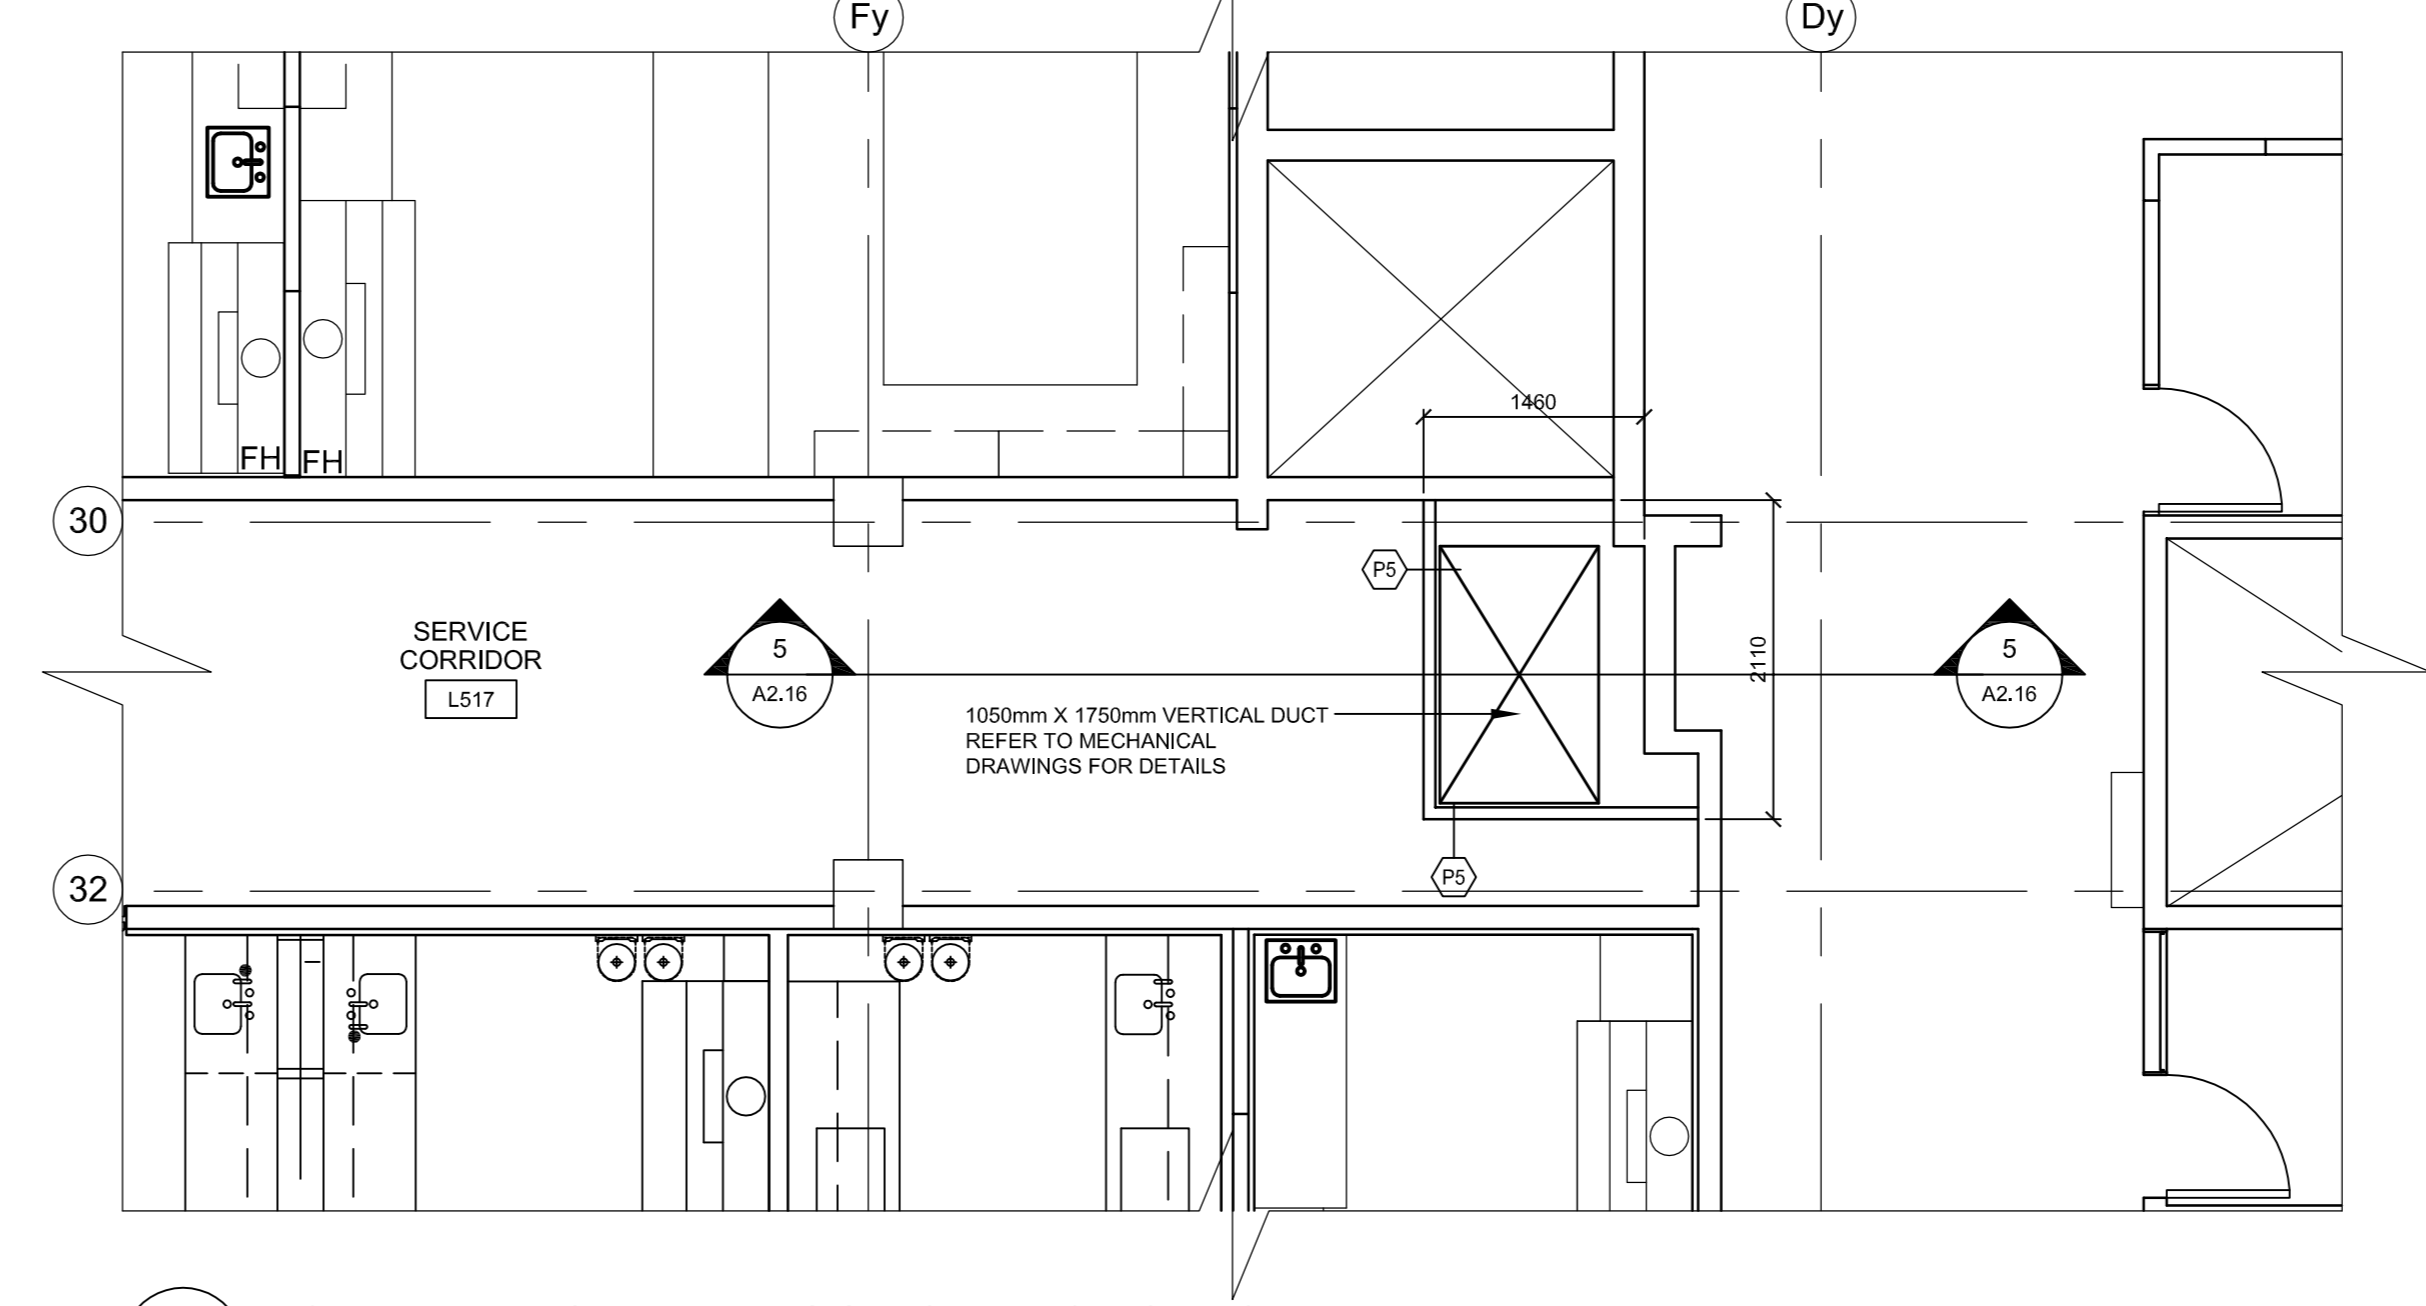 Fy
Dy
1460
FH
FH
30
P5
SERVICE
CORRIDOR
L517
5
A2.16
5
A2.16
2110
1050mm X 1750mm VERTICAL DUCT
REFER TO MECHANICAL
DRAWINGS FOR DETAILS
32
P5